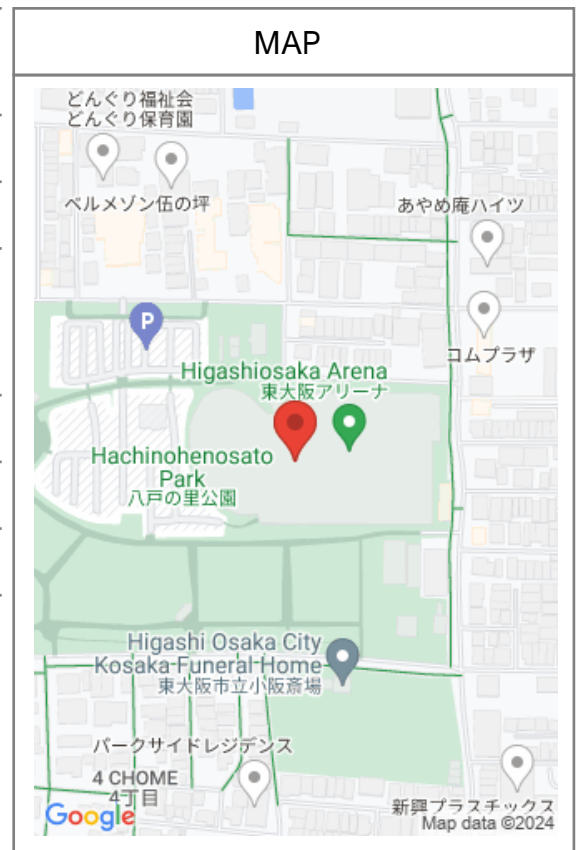 MAP
どんぐり福祉会
どんぐり保育園
ベルメゾン伍の坪
あやめ庵ハイツ
P
コムプラザ
Higashiosaka Arena
東大阪アリーナ
Hachinohenosato
Park
八戸の里公園
Higashi Osaka City
Kosaka Funeral Home
東大阪市立小阪斎場
パークサイドレジデンス
4 CHOME
4丁目
新興プラスチックス
Google
Map data ©2024